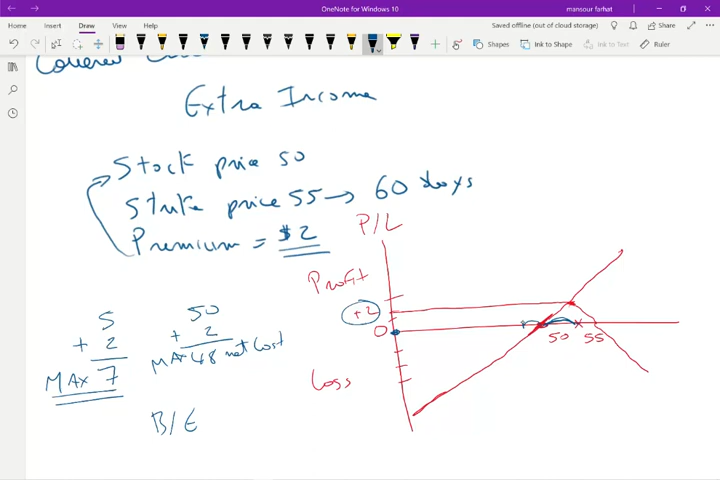 OneNote for Windows 10
mansour farhat
Home
Insert
Draw
View
Help
Saved offline (out of cloud storage)
Share
Shapes
Ink to Shape
Ink to Text
Ruler
Covered
Extra Income
Stock price 50
Strike price 55 → 60 days
Premium = $2
P/L
Profit
+2
0
50
55
Loss
5
+ 2
MAX 7
50
+ 2
MAX 48 net Cost
B/E